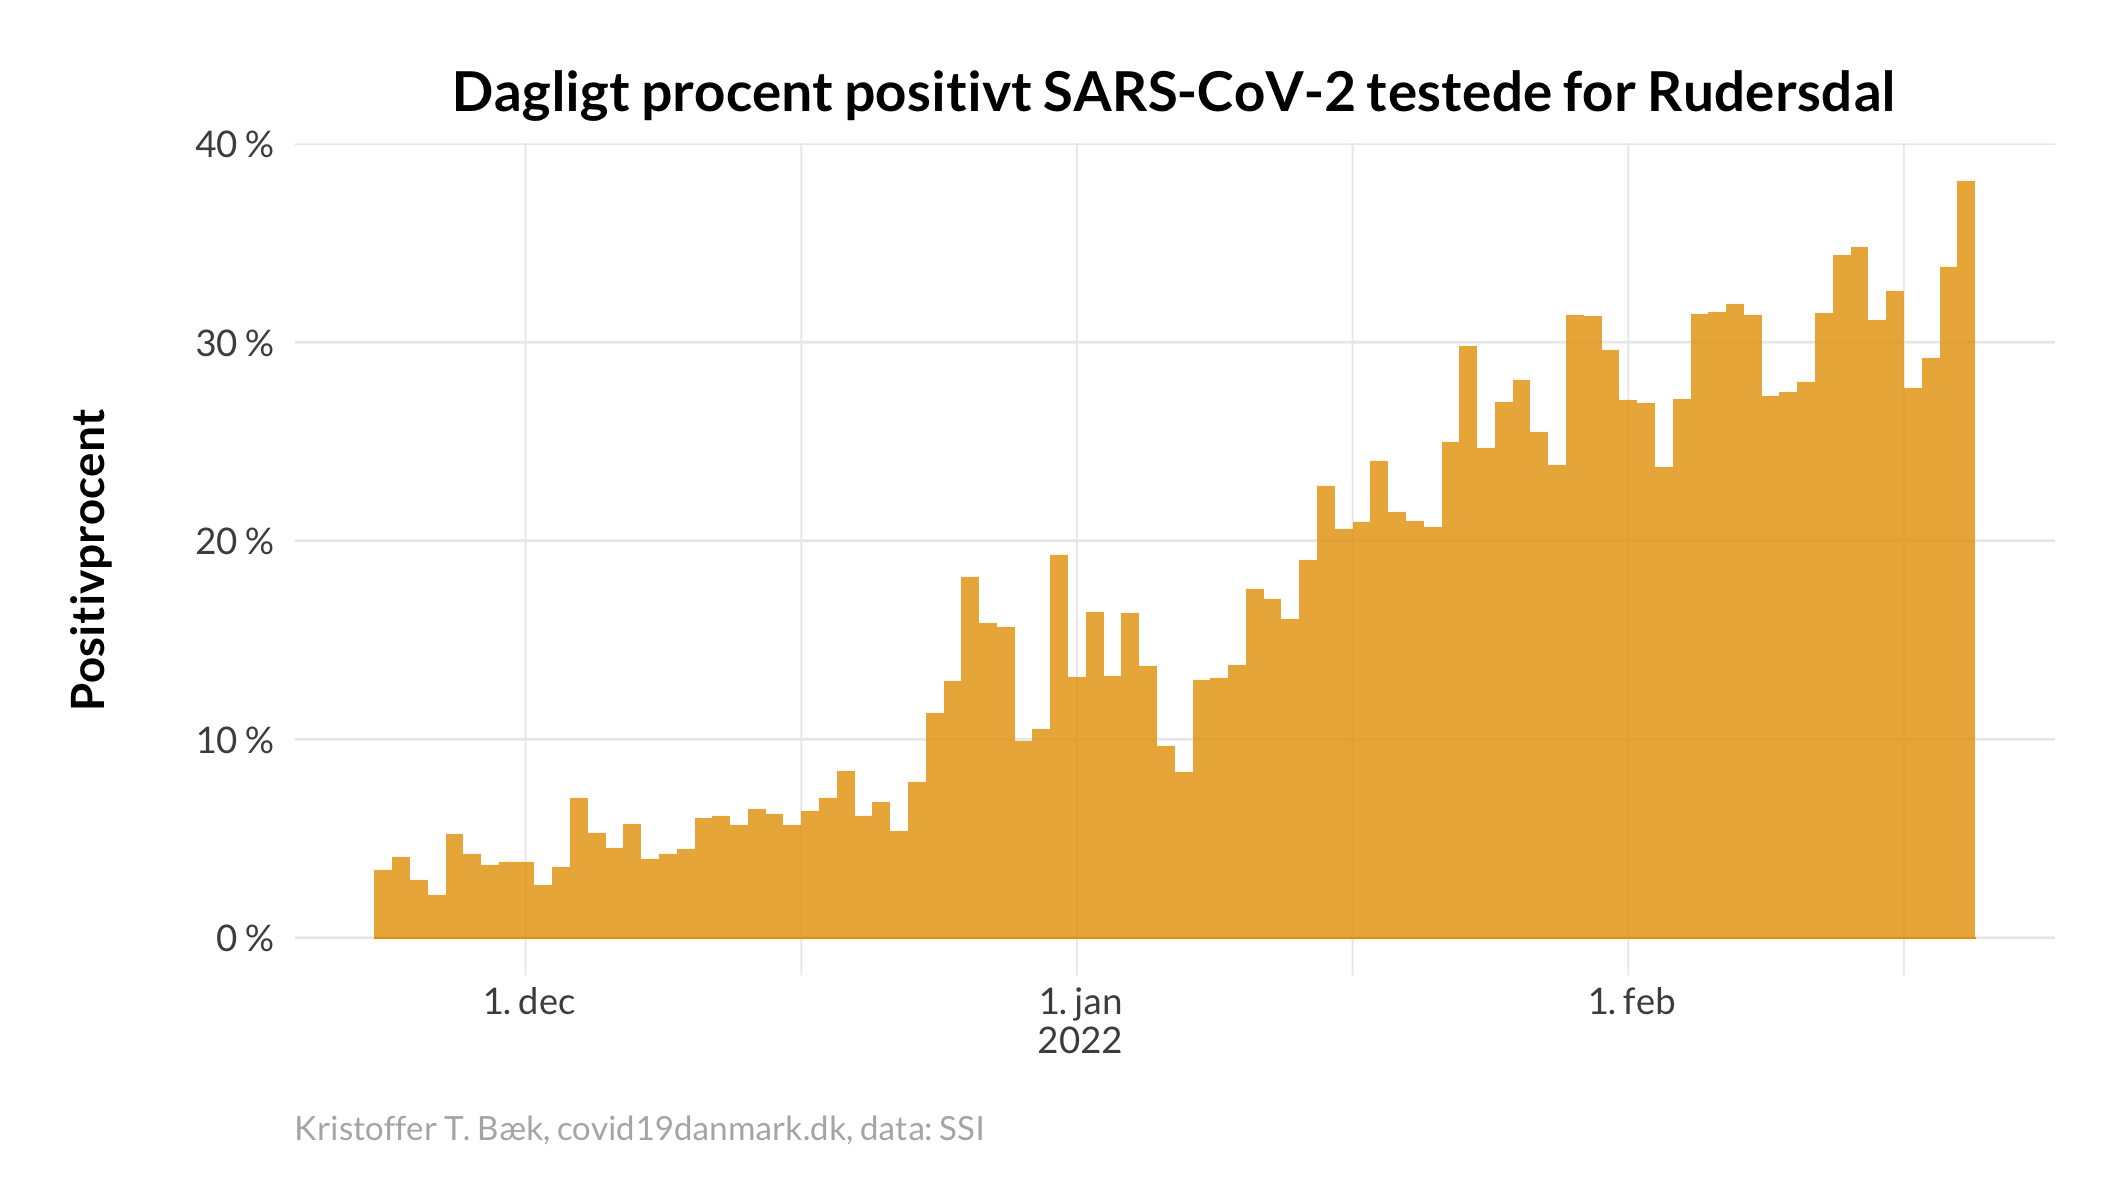 Dagligt procent positivt SARS-CoV-2 testede for Rudersdal
Positivprocent
40 %
30 %
20 %
10 %
0 %
1. dec
1. jan
2022
1. feb
Kristoffer T. Bæk, covid19danmark.dk, data: SSI